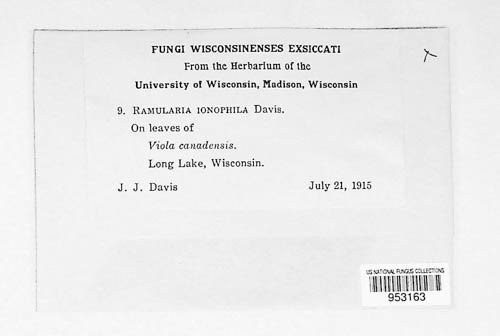 FUNGI WISCONSINENSES EXSICCATI
From the Herbarium of the
University of Wisconsin, Madison, Wisconsin
9. RAMULARIA IONOPHILA Davis.
On leaves of
Viola canadensis.
Long Lake, Wisconsin.
J. J. Davis July 21, 1915
US NATIONAL FUNGUS COLLECTIONS
953163